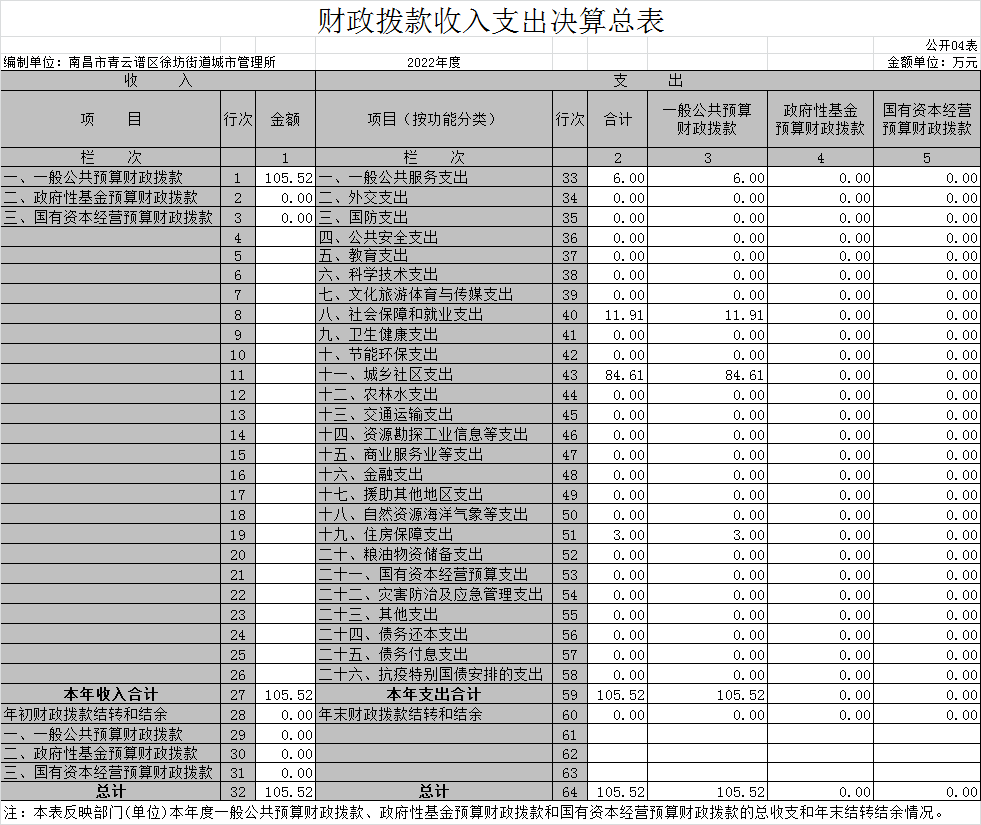 财政拨款收入支出决算总表
公开04表
编制单位：南昌市青云谱区徐坊街道城市管理所 2022年度 金额单位：万元
收 入 支 出
项 目 行次 金额 项目（按功能分类） 行次 合计 一般公共预算财政拨款 政府性基金预算财政拨款 国有资本经营预算财政拨款
栏 次 1 栏 次 2 3 4 5
一、一般公共预算财政拨款 1 105.52 一、一般公共服务支出 33 6.00 6.00 0.00 0.00
二、政府性基金预算财政拨款 2 0.00 二、外交支出 34 0.00 0.00 0.00 0.00
三、国有资本经营预算财政拨款 3 0.00 三、国防支出 35 0.00 0.00 0.00 0.00
4 四、公共安全支出 36 0.00 0.00 0.00 0.00
5 五、教育支出 37 0.00 0.00 0.00 0.00
6 六、科学技术支出 38 0.00 0.00 0.00 0.00
7 七、文化旅游体育与传媒支出 39 0.00 0.00 0.00 0.00
8 八、社会保障和就业支出 40 11.91 11.91 0.00 0.00
9 九、卫生健康支出 41 0.00 0.00 0.00 0.00
10 十、节能环保支出 42 0.00 0.00 0.00 0.00
11 十一、城乡社区支出 43 84.61 84.61 0.00 0.00
12 十二、农林水支出 44 0.00 0.00 0.00 0.00
13 十三、交通运输支出 45 0.00 0.00 0.00 0.00
14 十四、资源勘探工业信息等支出 46 0.00 0.00 0.00 0.00
15 十五、商业服务业等支出 47 0.00 0.00 0.00 0.00
16 十六、金融支出 48 0.00 0.00 0.00 0.00
17 十七、援助其他地区支出 49 0.00 0.00 0.00 0.00
18 十八、自然资源海洋气象等支出 50 0.00 0.00 0.00 0.00
19 十九、住房保障支出 51 3.00 3.00 0.00 0.00
20 二十、粮油物资储备支出 52 0.00 0.00 0.00 0.00
21 二十一、国有资本经营预算支出 53 0.00 0.00 0.00 0.00
22 二十二、灾害防治及应急管理支出 54 0.00 0.00 0.00 0.00
23 二十三、其他支出 55 0.00 0.00 0.00 0.00
24 二十四、债务还本支出 56 0.00 0.00 0.00 0.00
25 二十五、债务付息支出 57 0.00 0.00 0.00 0.00
26 二十六、抗疫特别国债安排的支出 58 0.00 0.00 0.00 0.00
本年收入合计 27 105.52 本年支出合计 59 105.52 105.52 0.00 0.00
年初财政拨款结转和结余 28 0.00 年末财政拨款结转和结余 60 0.00 0.00 0.00 0.00
一、一般公共预算财政拨款 29 0.00 61
二、政府性基金预算财政拨款 30 0.00 62
三、国有资本经营预算财政拨款 31 0.00 63
总计 32 105.52 总计 64 105.52 105.52 0.00 0.00
注：本表反映部门(单位)本年度一般公共预算财政拨款、政府性基金预算财政拨款和国有资本经营预算财政拨款的总收支和年末结转结余情况。